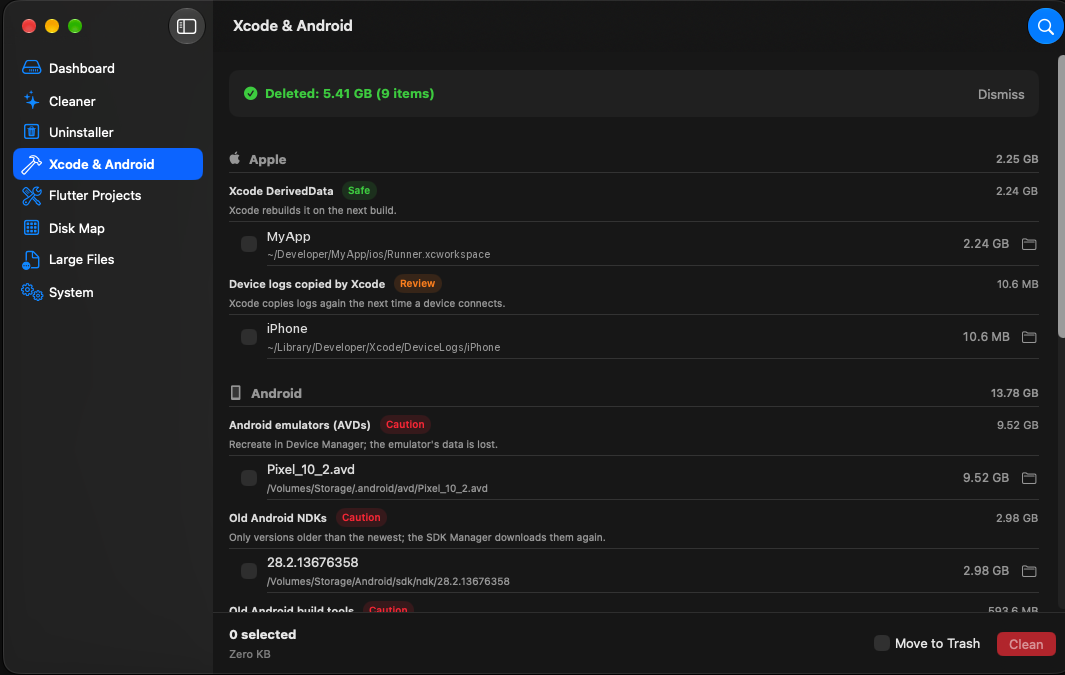 Xcode & Android
Dashboard
Cleaner
Uninstaller
Xcode & Android
Flutter Projects
Disk Map
Large Files
System
Deleted: 5.41 GB (9 items)
Dismiss
Apple
2.25 GB
Xcode DerivedData Safe
2.24 GB
Xcode rebuilds it on the next build.
MyApp
2.24 GB
~/Developer/MyApp/ios/Runner.xcworkspace
Device logs copied by Xcode Review
10.6 MB
Xcode copies logs again the next time a device connects.
iPhone
10.6 MB
~/Library/Developer/Xcode/DeviceLogs/iPhone
Android
13.78 GB
Android emulators (AVDs) Caution
9.52 GB
Recreate in Device Manager; the emulator's data is lost.
Pixel_10_2.avd
9.52 GB
/Volumes/Storage/.android/avd/Pixel_10_2.avd
Old Android NDKs Caution
2.98 GB
Only versions older than the newest; the SDK Manager downloads them again.
28.2.13676358
2.98 GB
/Volumes/Storage/Android/sdk/ndk/28.2.13676358
Old Android build tools Caution
593.6 MB
0 selected
Zero KB
Move to Trash
Clean